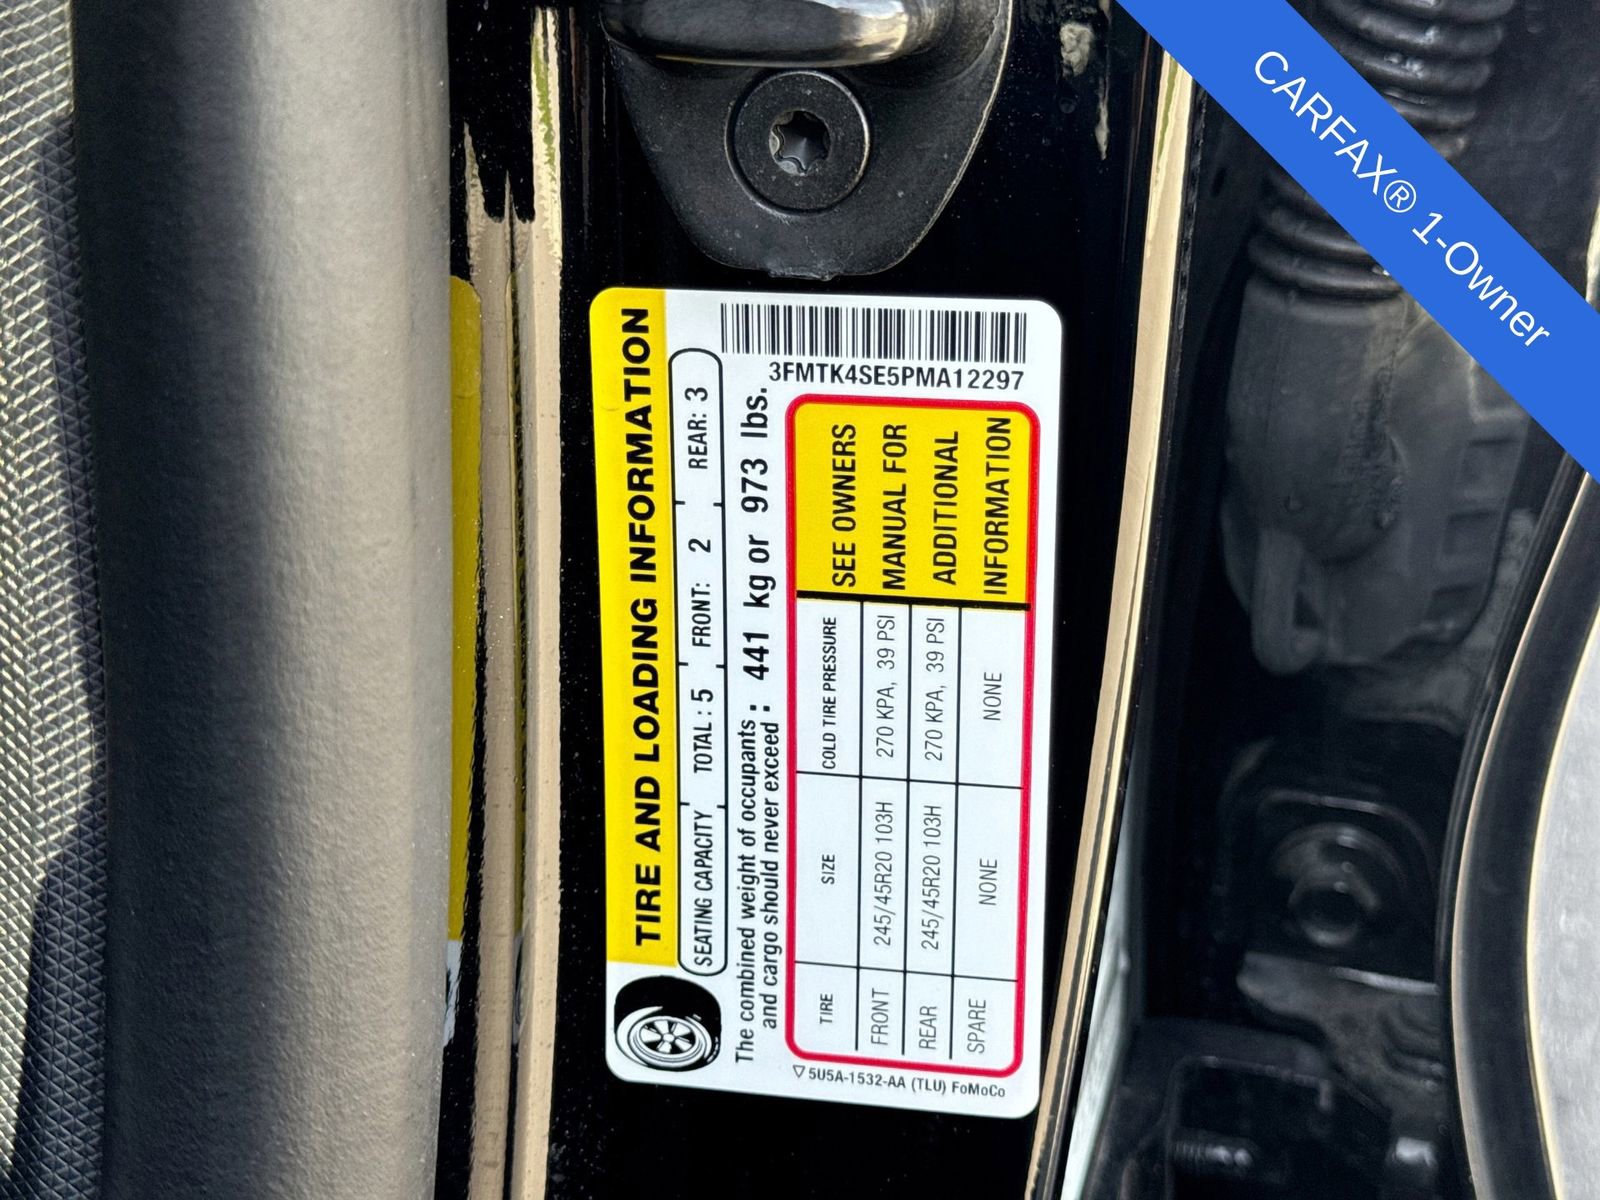 CARFAX® 1-Owner
TIRE AND LOADING INFORMATION
SEATING CAPACITY TOTAL : 5 FRONT: 2 REAR: 3
The combined weight of occupants
and cargo should never exceed : 441 kg or 973 lbs.
3FMTK4SE5PMA12297
TIRE SIZE COLD TIRE PRESSURE
FRONT 245/45R20 103H 270 KPA, 39 PSI
REAR 245/45R20 103H 270 KPA, 39 PSI
SPARE NONE NONE
SEE OWNERS
MANUAL FOR
ADDITIONAL
INFORMATION
▽ 5U5A-1532-AA (TLU) FoMoCo